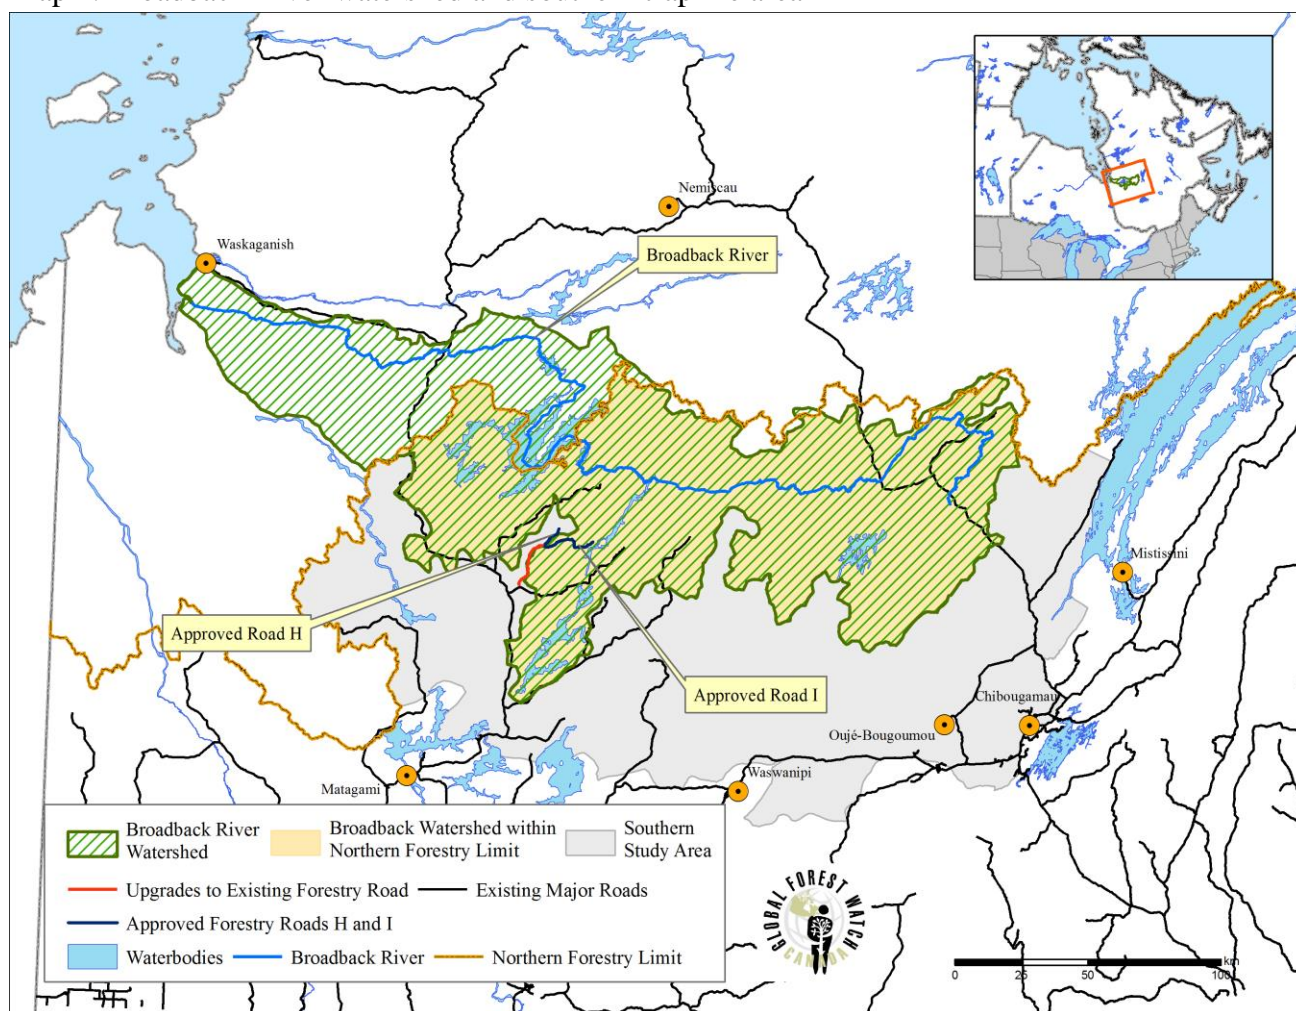 Nemiscau
Waskaganish
Broadback River
Mistissini
Approved Road H
Approved Road I
Chibougamau
Oujé-Bougoumou
Waswanipi
Matagami
Broadback River
Watershed
Broadback Watershed within
Northern Forestry Limit
Southern
Study Area
Upgrades to Existing Forestry Road
Existing Major Roads
Approved Forestry Roads H and I
Waterbodies
Broadback River
Northern Forestry Limit
GLOBAL FOREST WATCH
CANADA
km
0 25 50 100